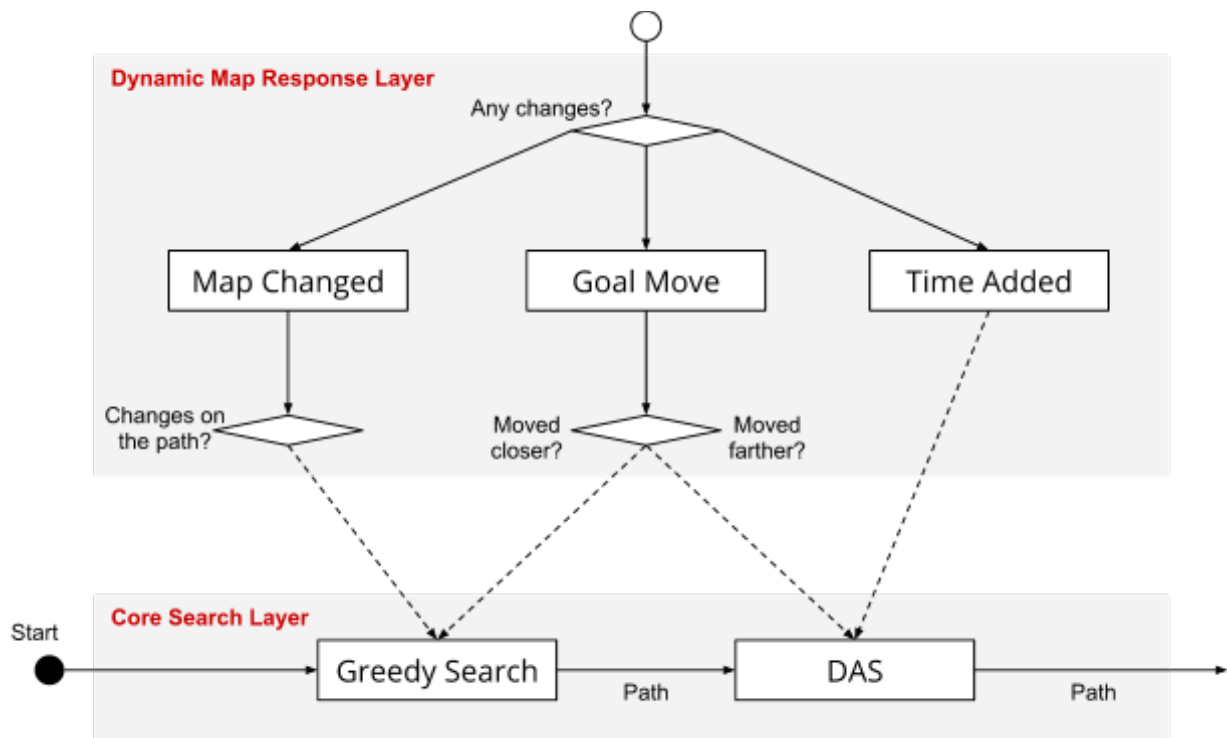 Dynamic Map Response Layer
Any changes?
Map Changed
Goal Move
Time Added
Changes on
the path?
Moved
closer?
Moved
farther?
Core Search Layer
Start
Greedy Search
Path
DAS
Path